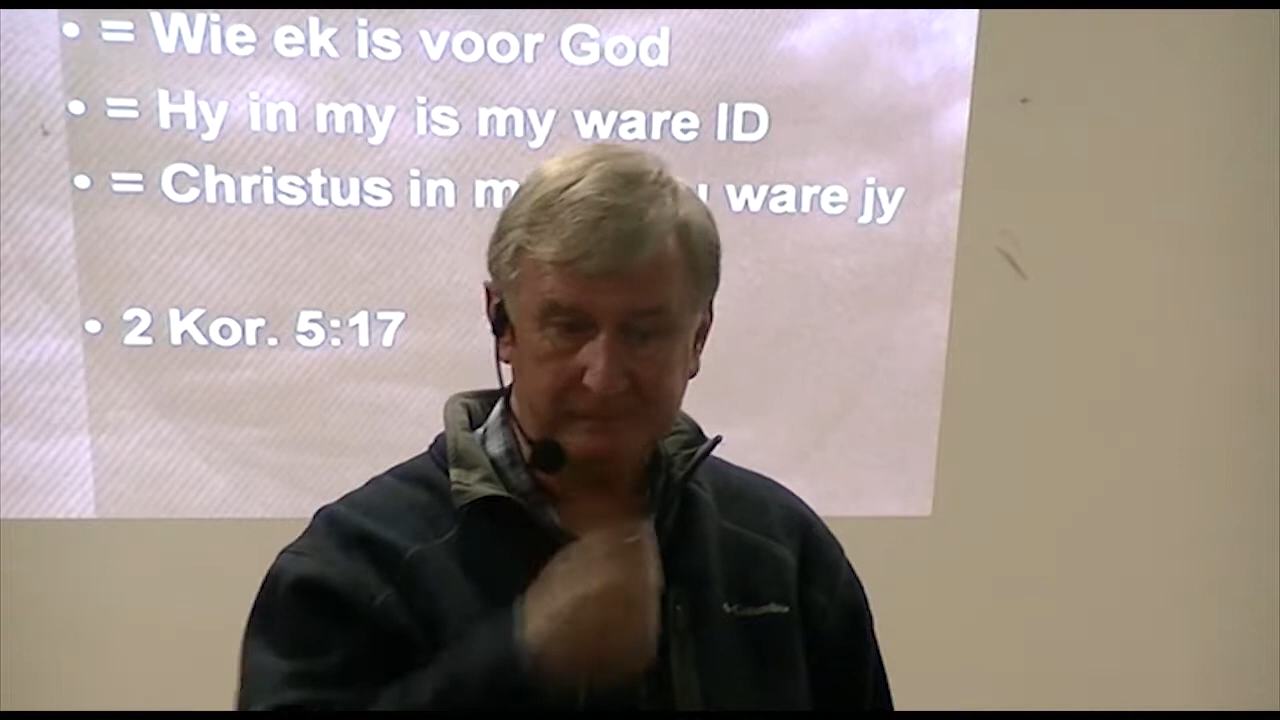 • = Wie ek is voor God
• = Hy in my is my ware ID
• = Christus in ware jy
• 2 Kor. 5:17
Columbia